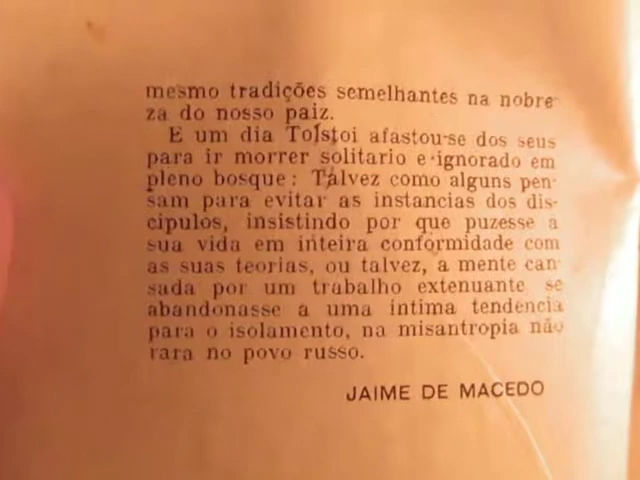 mesmo tradições semelhantes na nobre-
za do nosso paiz.
E um dia Tolstoi afastou-se dos seus
para ir morrer solitario e ignorado em
pleno bosque: Talvez como alguns pen-
sam para evitar as instancias dos dis-
cipulos, insistindo por que puzesse a
sua vida em inteira conformidade com
as suas teorias, ou talvez, a mente can-
sada por um trabalho extenuante se
abandonasse a uma intima tendencia
para o isolamento, na misantropia não
rara no povo russo.
JAIME DE MACEDO